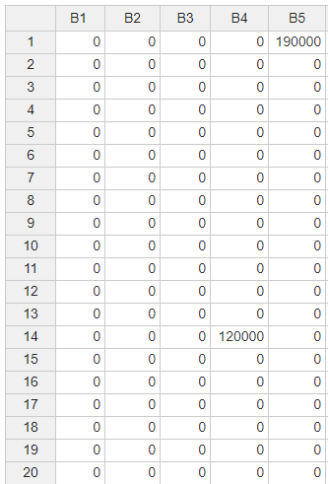 B1 B2 B3 B4 B5
1 0 0 0 0 190000
2 0 0 0 0 0
3 0 0 0 0 0
4 0 0 0 0 0
5 0 0 0 0 0
6 0 0 0 0 0
7 0 0 0 0 0
8 0 0 0 0 0
9 0 0 0 0 0
10 0 0 0 0 0
11 0 0 0 0 0
12 0 0 0 0 0
13 0 0 0 0 0
14 0 0 0 120000 0
15 0 0 0 0 0
16 0 0 0 0 0
17 0 0 0 0 0
18 0 0 0 0 0
19 0 0 0 0 0
20 0 0 0 0 0